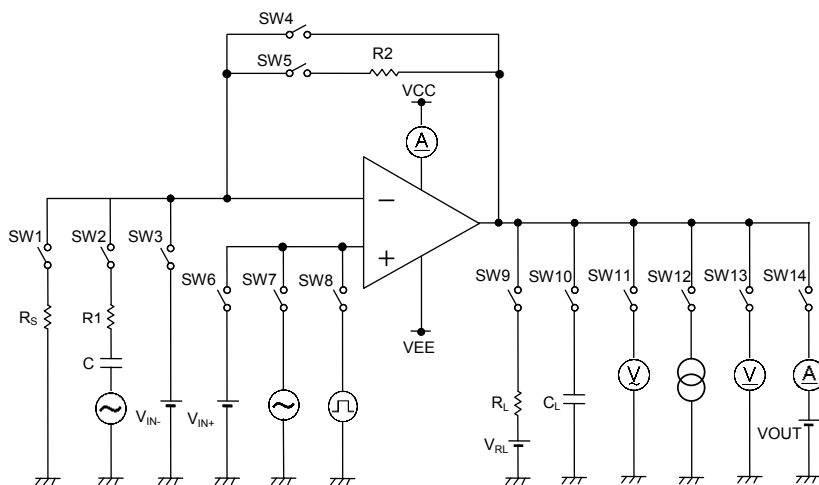 SW4
SW5
R2
VCC
A
−
+
SW1
SW2
SW3
SW6
SW7
SW8
SW9
SW10
SW11
SW12
SW13
SW14
RS
R1
C
VEE
VIN-
VIN+
RL
CL
V
V
A
VRL
VOUT